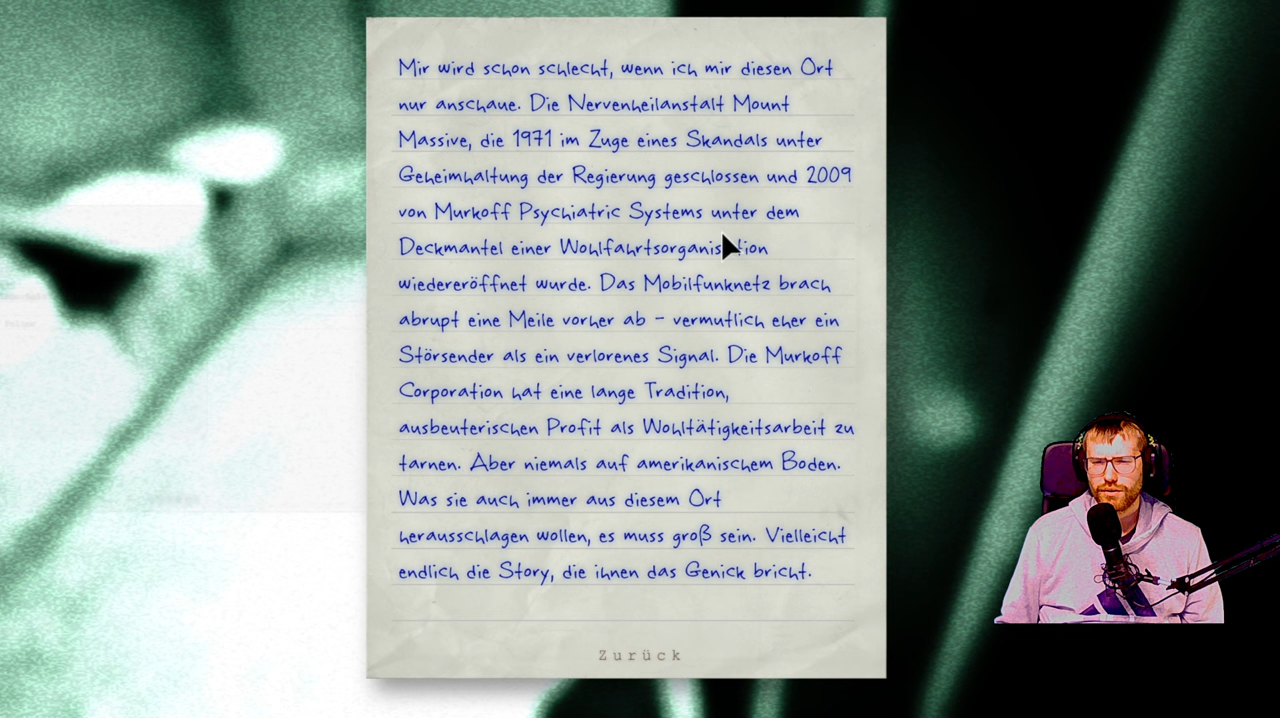 Mir wird schon schlecht, wenn ich mir diesen Ort
nur anschaue. Die Nervenheilanstalt Mount
Massive, die 1971 im Zuge eines Skandals unter
Geheimhaltung der Regierung geschlossen und 2009
von Murkoff Psychiatric Systems unter dem
Deckmantel einer Wohlfahrtsorganisation
wiedereröffnet wurde. Das Mobilfunknetz brach
abrupt eine Meile vorher ab - vermutlich eher ein
Störsender als ein verlorenes Signal. Die Murkoff
Corporation hat eine lange Tradition,
ausbeuterischen Profit als Wohltätigkeitsarbeit zu
tarnen. Aber niemals auf amerikanischem Boden.
Was sie auch immer aus diesem Ort
herausschlagen wollen, es muss groß sein. Vielleicht
endlich die Story, die ihnen das Genick bricht.
Zurück